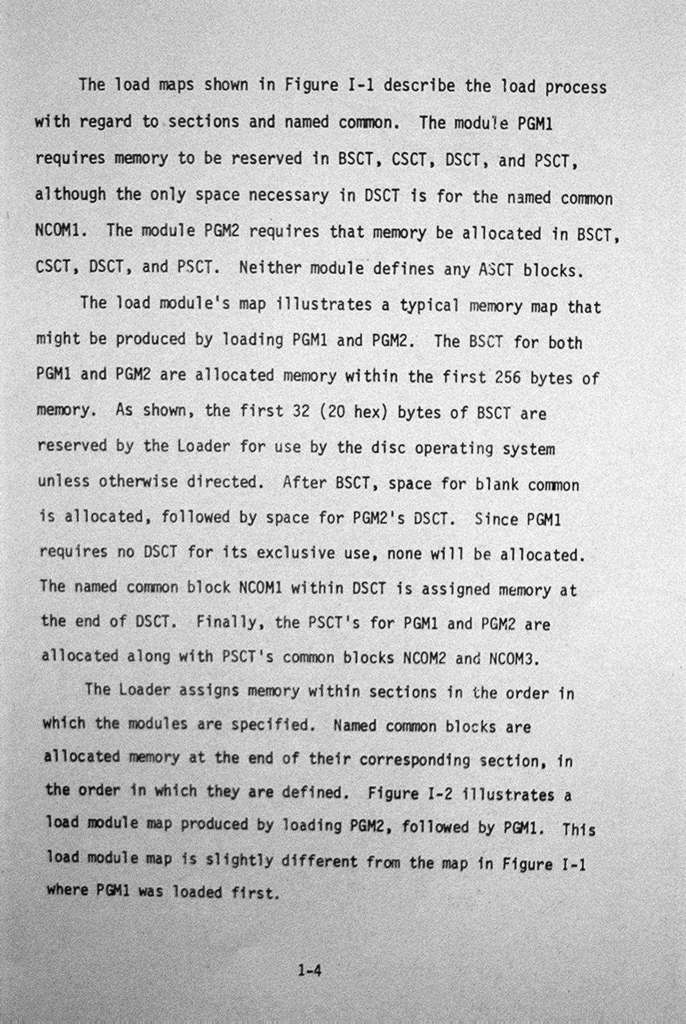 The load maps shown in Figure I-1 describe the load process
with regard to sections and named common. The module PGM1
requires memory to be reserved in BSCT, CSCT, DSCT, and PSCT,
although the only space necessary in DSCT is for the named common
NCOM1. The module PGM2 requires that memory be allocated in BSCT,
CSCT, DSCT, and PSCT. Neither module defines any ASCT blocks.
The load module's map illustrates a typical memory map that
might be produced by loading PGM1 and PGM2. The BSCT for both
PGM1 and PGM2 are allocated memory within the first 256 bytes of
memory. As shown, the first 32 (20 hex) bytes of BSCT are
reserved by the Loader for use by the disc operating system
unless otherwise directed. After BSCT, space for blank common
is allocated, followed by space for PGM2's DSCT. Since PGM1
requires no DSCT for its exclusive use, none will be allocated.
The named common block NCOM1 within DSCT is assigned memory at
the end of DSCT. Finally, the PSCT's for PGM1 and PGM2 are
allocated along with PSCT's common blocks NCOM2 and NCOM3.
The Loader assigns memory within sections in the order in
which the modules are specified. Named common blocks are
allocated memory at the end of their corresponding section, in
the order in which they are defined. Figure I-2 illustrates a
load module map produced by loading PGM2, followed by PGM1. This
load module map is slightly different from the map in Figure I-1
where PGM1 was loaded first.
1-4